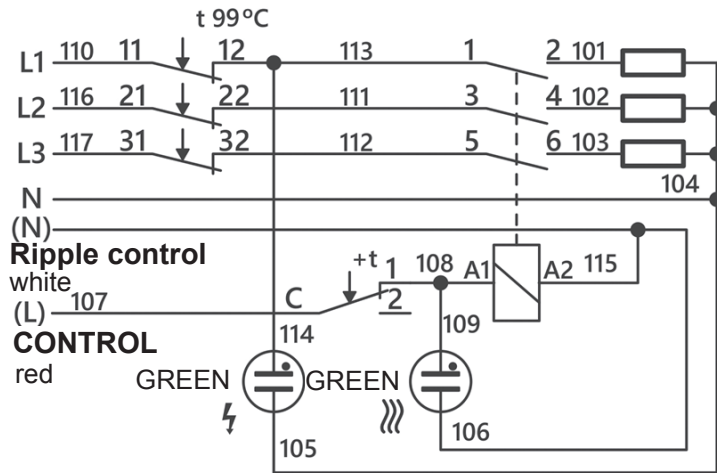 t 99°C
L1 110 11 12 113 1 2 101
L2 116 21 22 111 3 4 102
L3 117 31 32 112 5 6 103
N 104
(N)
Ripple control
white
+t 1 108 A1 A2 115
(L) 107 C 2
CONTROL
114 109
red GREEN GREEN
105 106